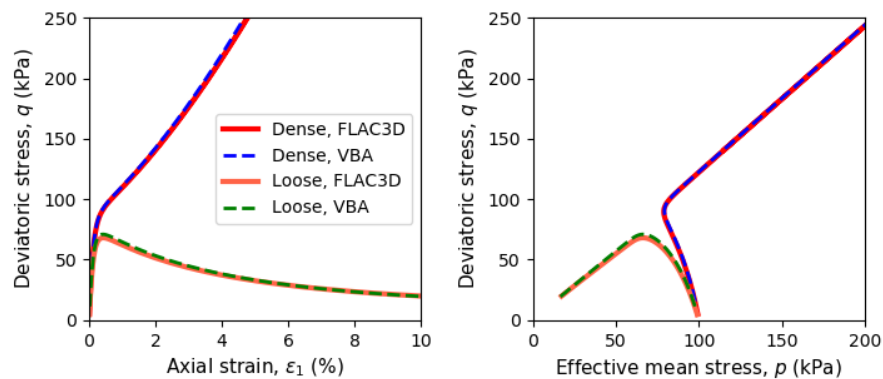 Deviatoric stress, q (kPa)
250
200
150
100
50
0
Dense, FLAC3D
Dense, VBA
Loose, FLAC3D
Loose, VBA
0 2 4 6 8 10
Axial strain, ε1 (%)
Deviatoric stress, q (kPa)
250
200
150
100
50
0
0 50 100 150 200
Effective mean stress, p (kPa)